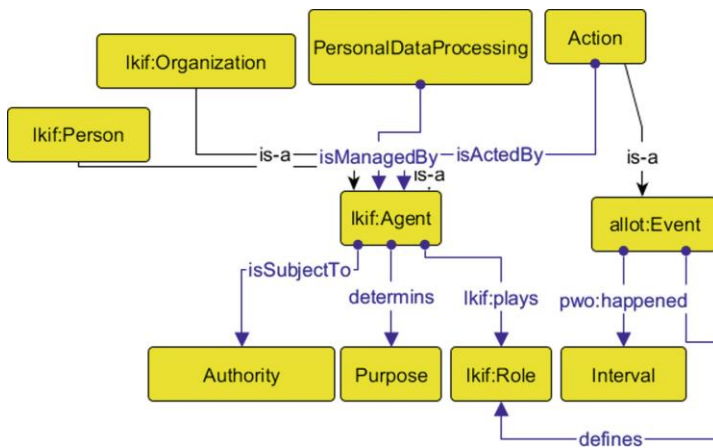 PersonalDataProcessing
Action
lkif:Organization
lkif:Person
is-a
isManagedBy
isActedBy
is-a
is-a
lkif:Agent
allot:Event
isSubjectTo
determins
lkif:plays
pwo:happened
Authority
Purpose
lkif:Role
Interval
defines